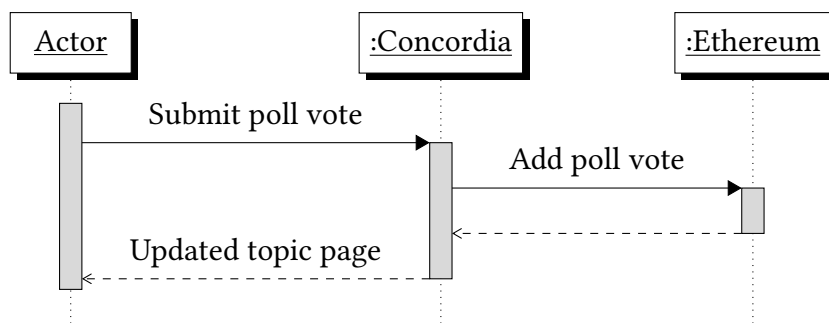 Actor
:Concordia
:Ethereum
Submit poll vote
Add poll vote
Updated topic page